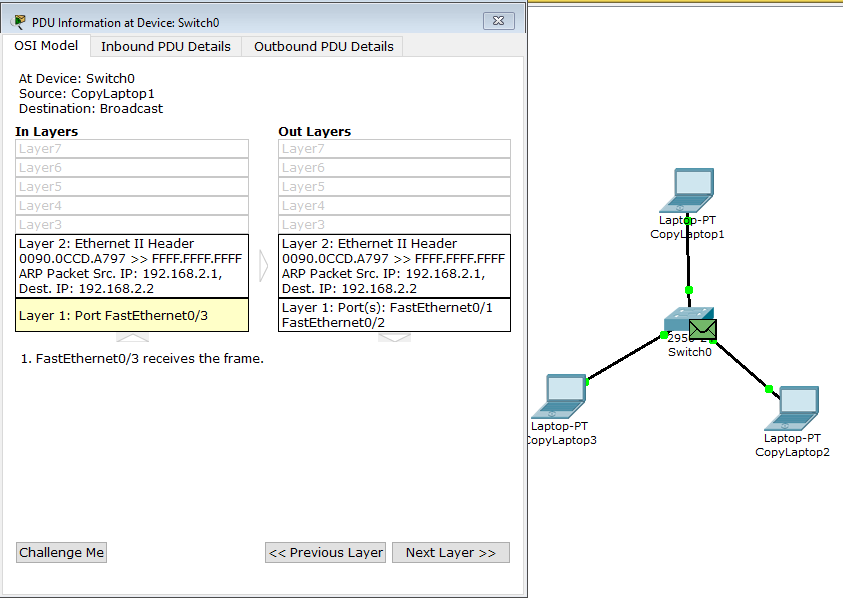 PDU Information at Device: Switch0
OSI Model
Inbound PDU Details
Outbound PDU Details
At Device: Switch0
Source: CopyLaptop1
Destination: Broadcast
In Layers
Layer7
Layer6
Layer5
Layer4
Layer3
Layer 2: Ethernet II Header
0090.0CCD.A797 >> FFFF.FFFF.FFFF
ARP Packet Src. IP: 192.168.2.1,
Dest. IP: 192.168.2.2
Layer 1: Port FastEthernet0/3
Out Layers
Layer7
Layer6
Layer5
Layer4
Layer3
Layer 2: Ethernet II Header
0090.0CCD.A797 >> FFFF.FFFF.FFFF
ARP Packet Src. IP: 192.168.2.1,
Dest. IP: 192.168.2.2
Layer 1: Port(s): FastEthernet0/1
FastEthernet0/2
1. FastEthernet0/3 receives the frame.
Challenge Me
<< Previous Layer
Next Layer >>
Laptop-PT
CopyLaptop1
Switch0
Laptop-PT
CopyLaptop3
Laptop-PT
CopyLaptop2